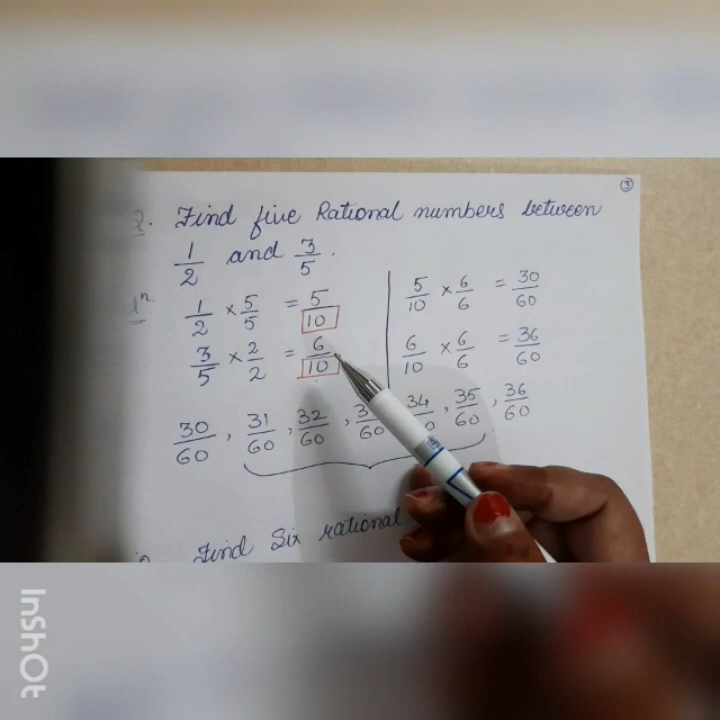 ③
2. Find five Rational numbers between
1/2 and 3/5.
1/2 × 5/5 = 5/10
3/5 × 2/2 = 6/10
5/10 × 6/6 = 30/60
6/10 × 6/6 = 36/60
30/60, 31/60, 32/60, 60, 34, 35/60, 36/60
Find Six rational
InShOt